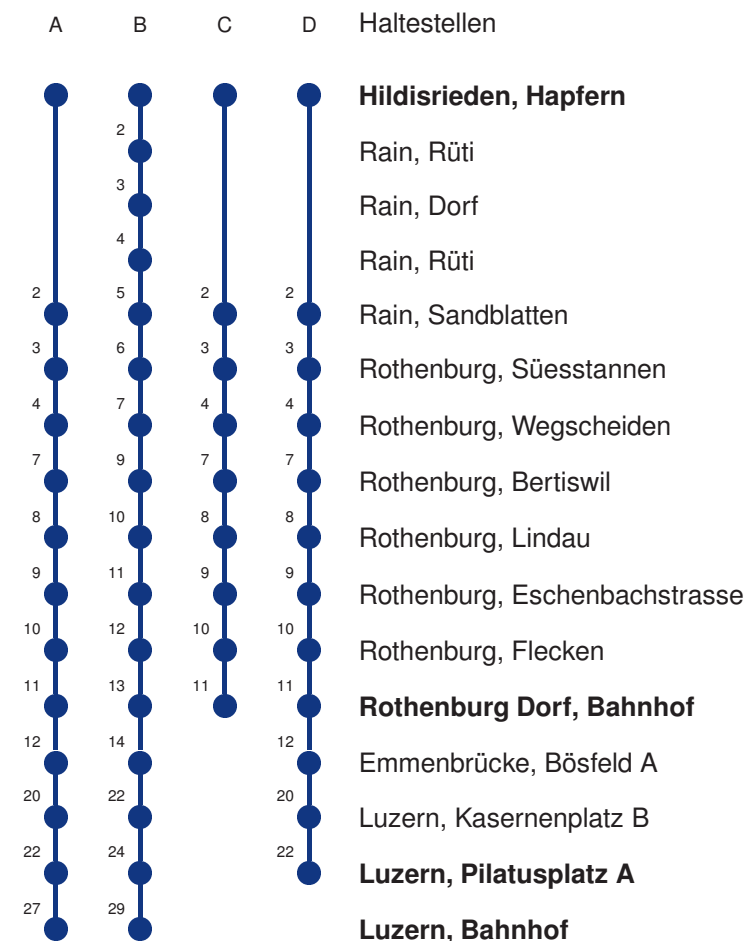 A B C D Haltestellen
Hildisrieden, Hapfern
2 Rain, Rüti
3 Rain, Dorf
4 Rain, Rüti
2 5 2 2 Rain, Sandblatten
3 6 3 3 Rothenburg, Süesstannen
4 7 4 4 Rothenburg, Wegscheiden
7 9 7 7 Rothenburg, Bertiswil
8 10 8 8 Rothenburg, Lindau
9 11 9 9 Rothenburg, Eschenbachstrasse
10 12 10 10 Rothenburg, Flecken
11 13 11 11 Rothenburg Dorf, Bahnhof
12 14 12 Emmenbrücke, Bösfeld A
20 22 20 Luzern, Kasernenplatz B
22 24 22 Luzern, Pilatusplatz A
27 29 Luzern, Bahnhof